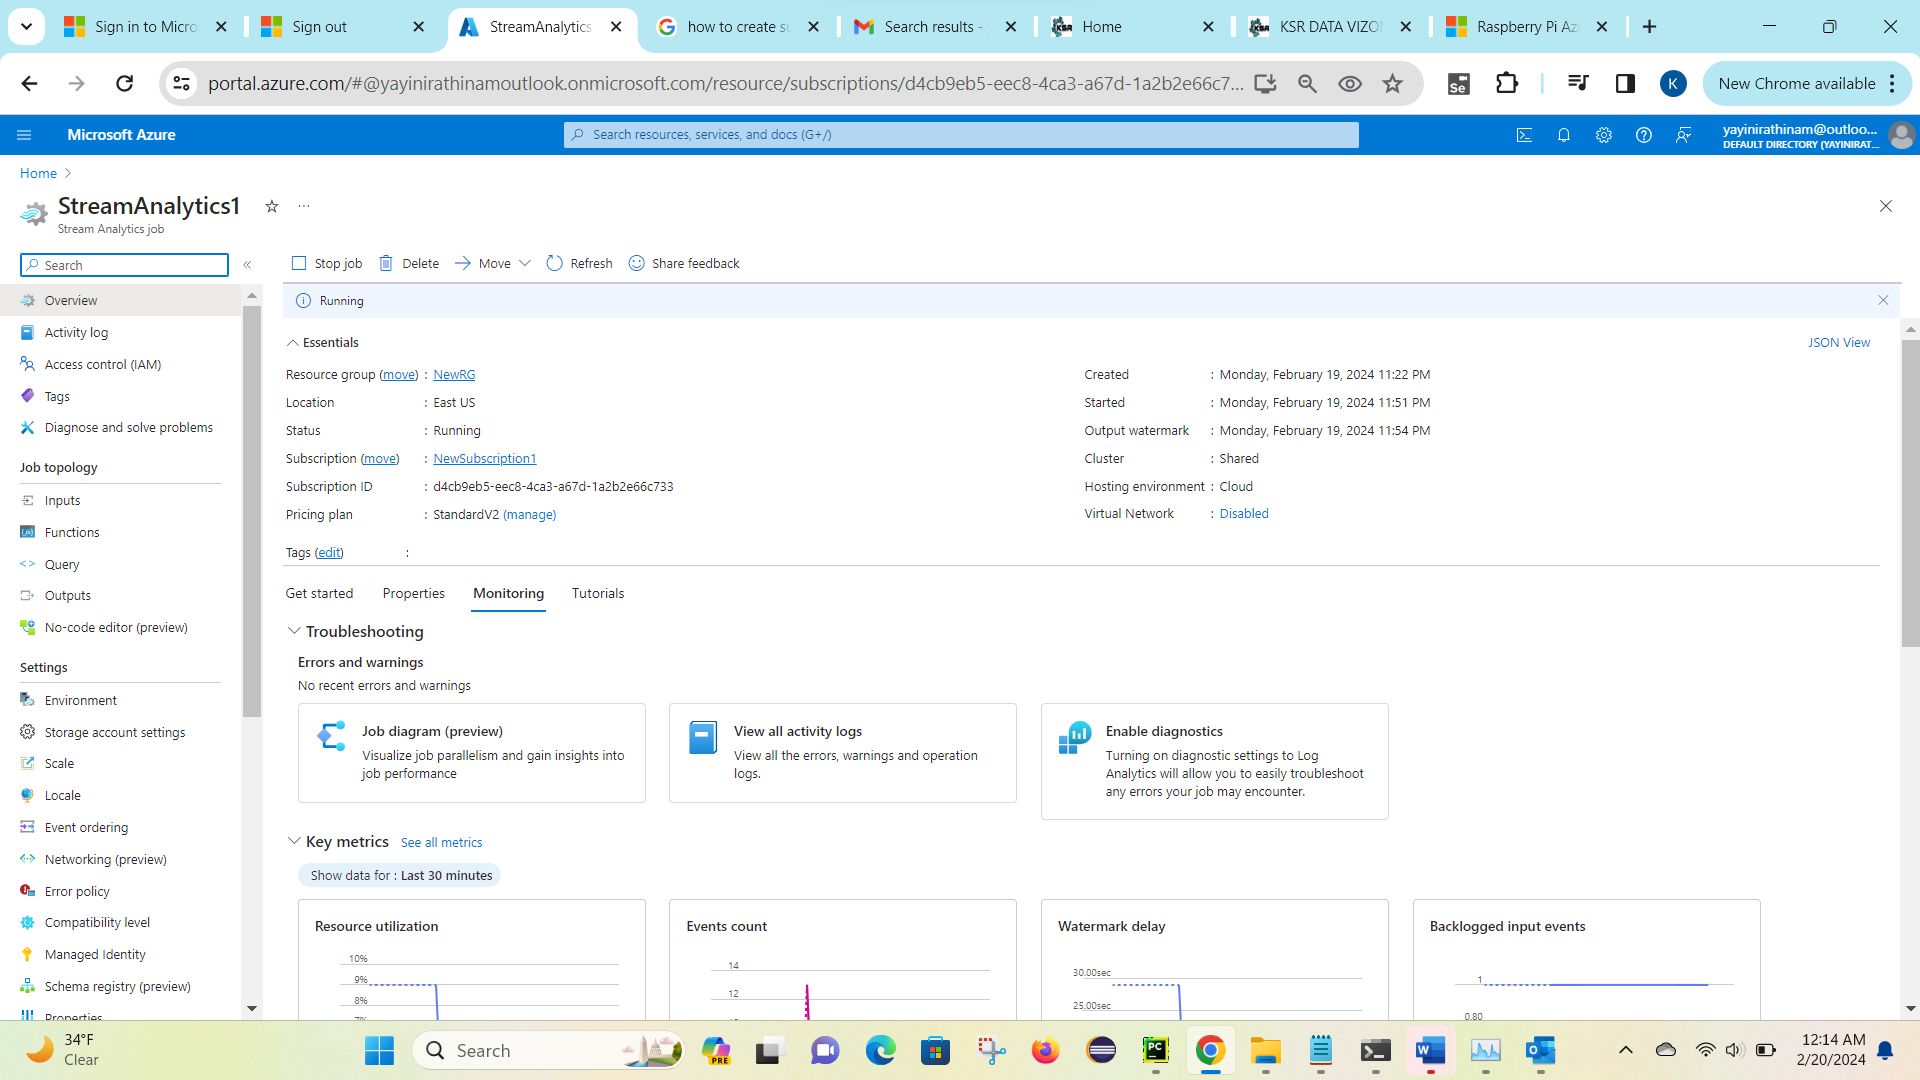 Sign in to Micro
Sign out
StreamAnalytics
how to create su
Search results -
Home
KSR DATA VIZON
Raspberry Pi Az
portal.azure.com/#@yayinirathinamoutlook.onmicrosoft.com/resource/subscriptions/d4cb9eb5-eec8-4ca3-a67d-1a2b2e66c7...
Se
K
New Chrome available
Microsoft Azure
Search resources, services, and docs (G+/)
yayinirathinam@outloo...
DEFAULT DIRECTORY (YAYINIRAT...
Home
StreamAnalytics1
Stream Analytics job
Search
Stop job
Delete
Move
Refresh
Share feedback
Running
Overview
Activity log
Access control (IAM)
Tags
Diagnose and solve problems
Job topology
Inputs
Functions
Query
Outputs
No-code editor (preview)
Settings
Environment
Storage account settings
Scale
Locale
Event ordering
Networking (preview)
Error policy
Compatibility level
Managed Identity
Schema registry (preview)
Properties
Essentials
JSON View
Resource group (move) : NewRG
Location : East US
Status : Running
Subscription (move) : NewSubscription1
Subscription ID : d4cb9eb5-eec8-4ca3-a67d-1a2b2e66c733
Pricing plan : StandardV2 (manage)
Tags (edit) :
Created : Monday, February 19, 2024 11:22 PM
Started : Monday, February 19, 2024 11:51 PM
Output watermark : Monday, February 19, 2024 11:54 PM
Cluster : Shared
Hosting environment : Cloud
Virtual Network : Disabled
Get started
Properties
Monitoring
Tutorials
Troubleshooting
Errors and warnings
No recent errors and warnings
Job diagram (preview)
Visualize job parallelism and gain insights into
job performance
View all activity logs
View all the errors, warnings and operation
logs.
Enable diagnostics
Turning on diagnostic settings to Log
Analytics will allow you to easily troubleshoot
any errors your job may encounter.
Key metrics
See all metrics
Show data for : Last 30 minutes
Resource utilization
10%
9%
8%
7%
Events count
14
12
Watermark delay
30.00sec
25.00sec
Backlogged input events
1
0.80
34°F
Clear
Search
PRE
PC
12:14 AM
2/20/2024